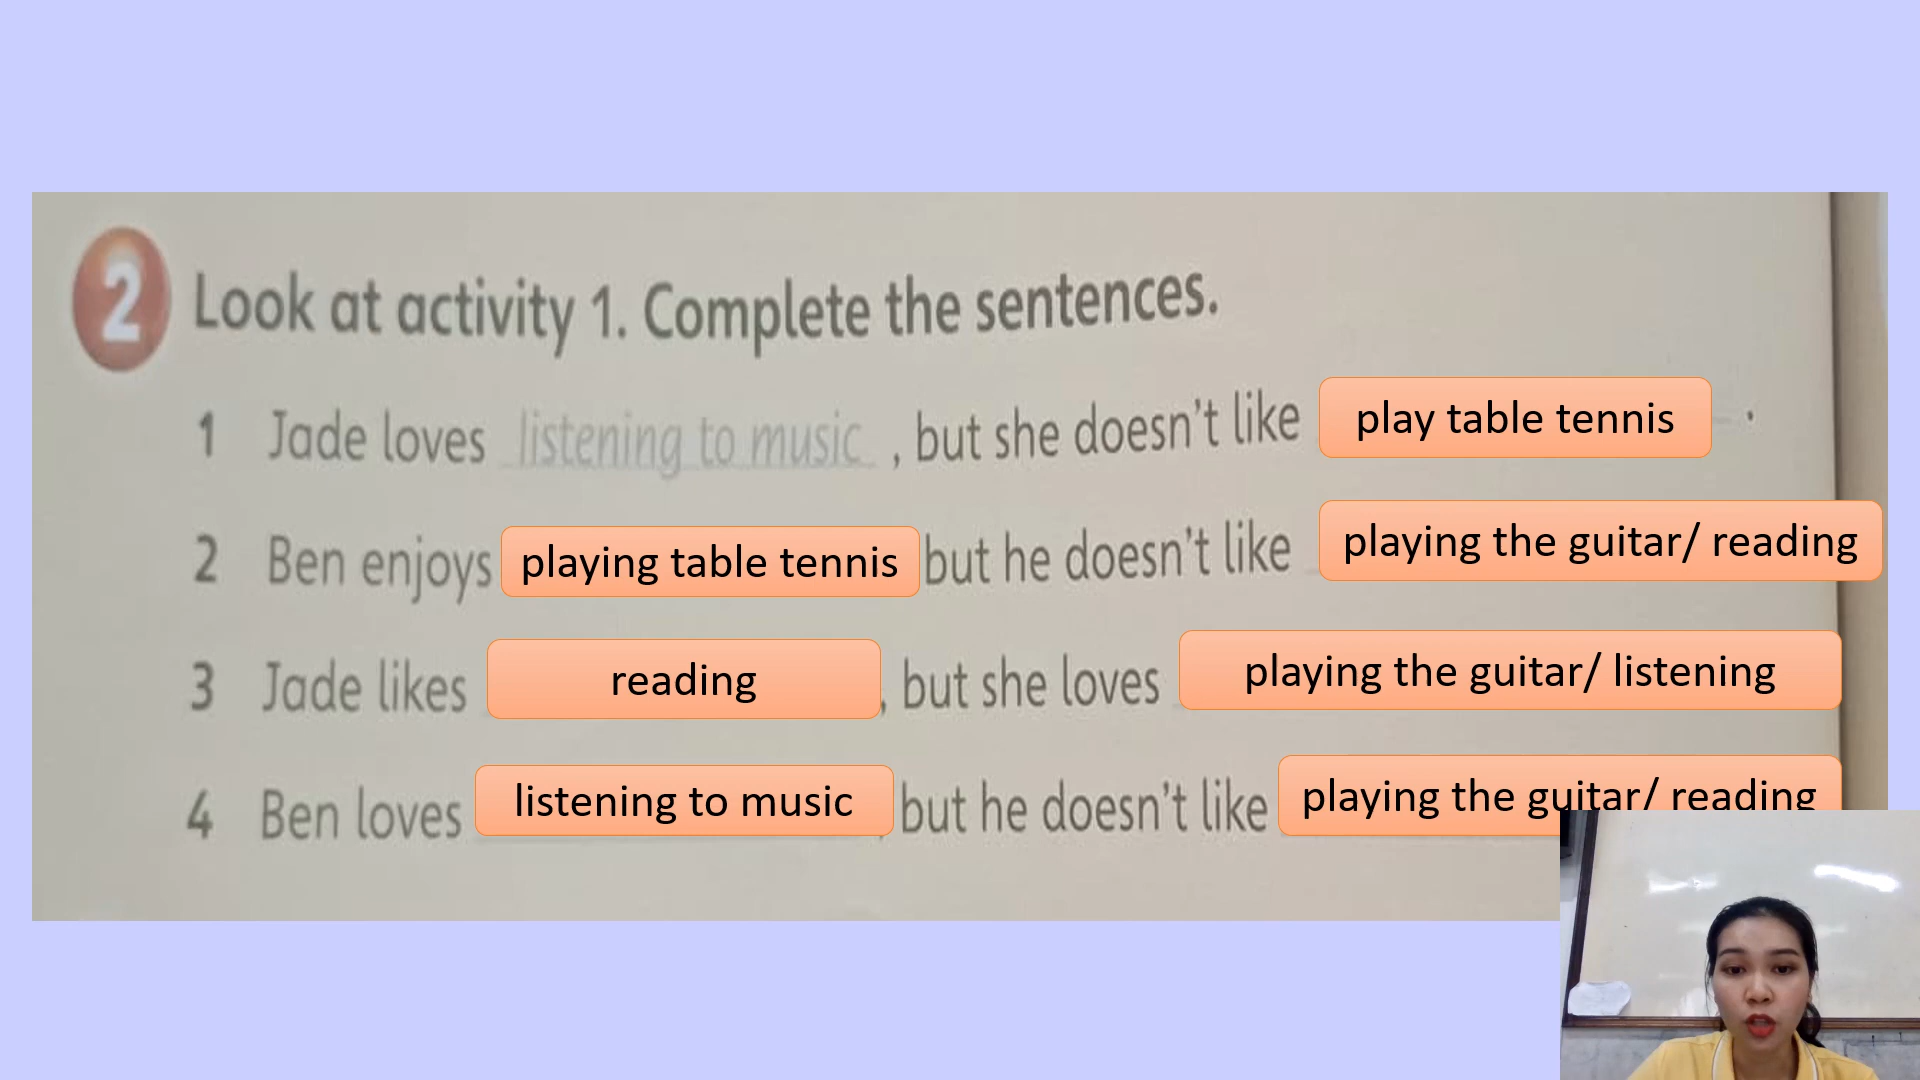 2 Look at activity 1. Complete the sentences.
1 Jade loves listening to music , but she doesn't like play table tennis .
2 Ben enjoys playing table tennis but he doesn't like playing the guitar/ reading
3 Jade likes reading , but she loves playing the guitar/ listening
4 Ben loves listening to music , but he doesn't like playing the guitar/ reading